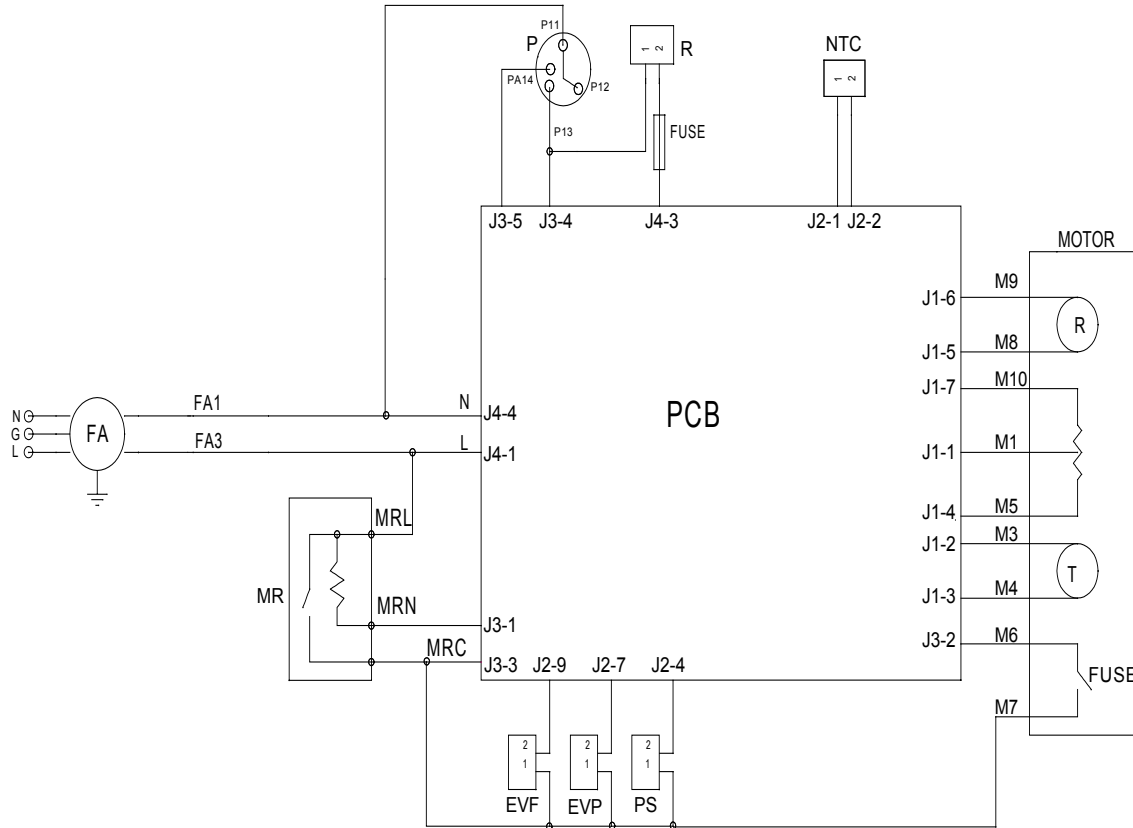 P11
P
R
1 2
NTC
1 2
PA14
P12
P13
FUSE
J3-5 J3-4 J4-3 J2-1 J2-2
MOTOR
M9
J1-6
R
M8
J1-5
M10
J1-7
N
FA1
N
J4-4
PCB
G
FA
L
FA3
L
J4-1
M1
J1-1
M5
J1-4
M3
J1-2
MRL
T
MR
M4
J1-3
MRN
J3-1
M6
J3-2
MRC
J3-3 J2-9 J2-7 J2-4
FUSE
M7
2 2 2
1 1 1
EVF EVP PS